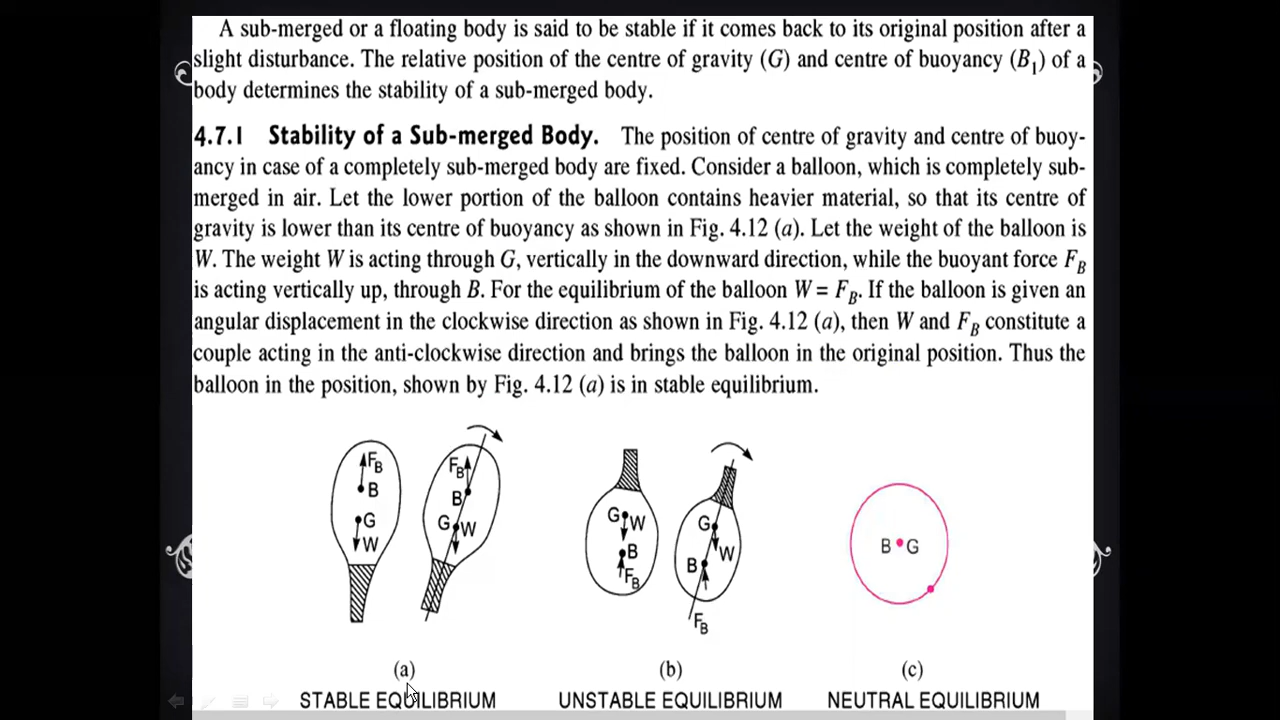 A sub-merged or a floating body is said to be stable if it comes back to its original position after a
slight disturbance. The relative position of the centre of gravity (G) and centre of buoyancy (B₁) of a
body determines the stability of a sub-merged body.
4.7.1 Stability of a Sub-merged Body. The position of centre of gravity and centre of buoy-
ancy in case of a completely sub-merged body are fixed. Consider a balloon, which is completely sub-
merged in air. Let the lower portion of the balloon contains heavier material, so that its centre of
gravity is lower than its centre of buoyancy as shown in Fig. 4.12 (a). Let the weight of the balloon is
W. The weight W is acting through G, vertically in the downward direction, while the buoyant force F_B
is acting vertically up, through B. For the equilibrium of the balloon W = F_B. If the balloon is given an
angular displacement in the clockwise direction as shown in Fig. 4.12 (a), then W and F_B constitute a
couple acting in the anti-clockwise direction and brings the balloon in the original position. Thus the
balloon in the position, shown by Fig. 4.12 (a) is in stable equilibrium.
F_B
B
G
W
F_B
B
G W
G W
B
F_B
G
W
B
F_B
B G
(a)
(b)
(c)
STABLE EQUILIBRIUM
UNSTABLE EQUILIBRIUM
NEUTRAL EQUILIBRIUM